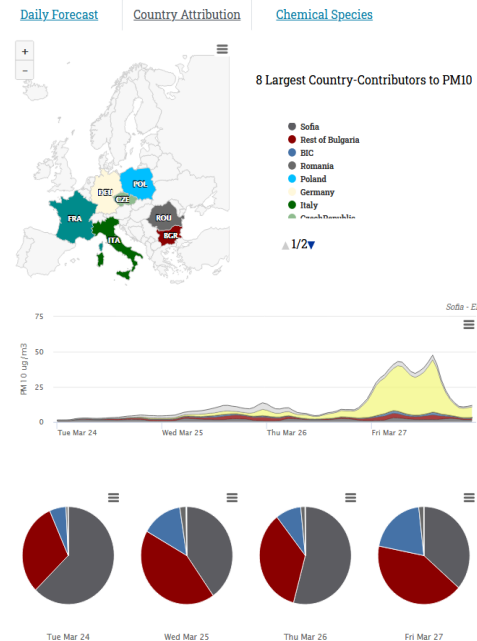 Daily Forecast
Country Attribution
Chemical Species
+
−
POL
CZE
FRA
ROU
BGR
ITA
8 Largest Country-Contributors to PM10
Sofia
Rest of Bulgaria
BIC
Romania
Poland
Germany
Italy
CzechRepublic
1/2
Sofia - E
75
50
25
0
PM10 ug/m3
Tue Mar 24
Wed Mar 25
Thu Mar 26
Fri Mar 27
Tue Mar 24
Wed Mar 25
Thu Mar 26
Fri Mar 27